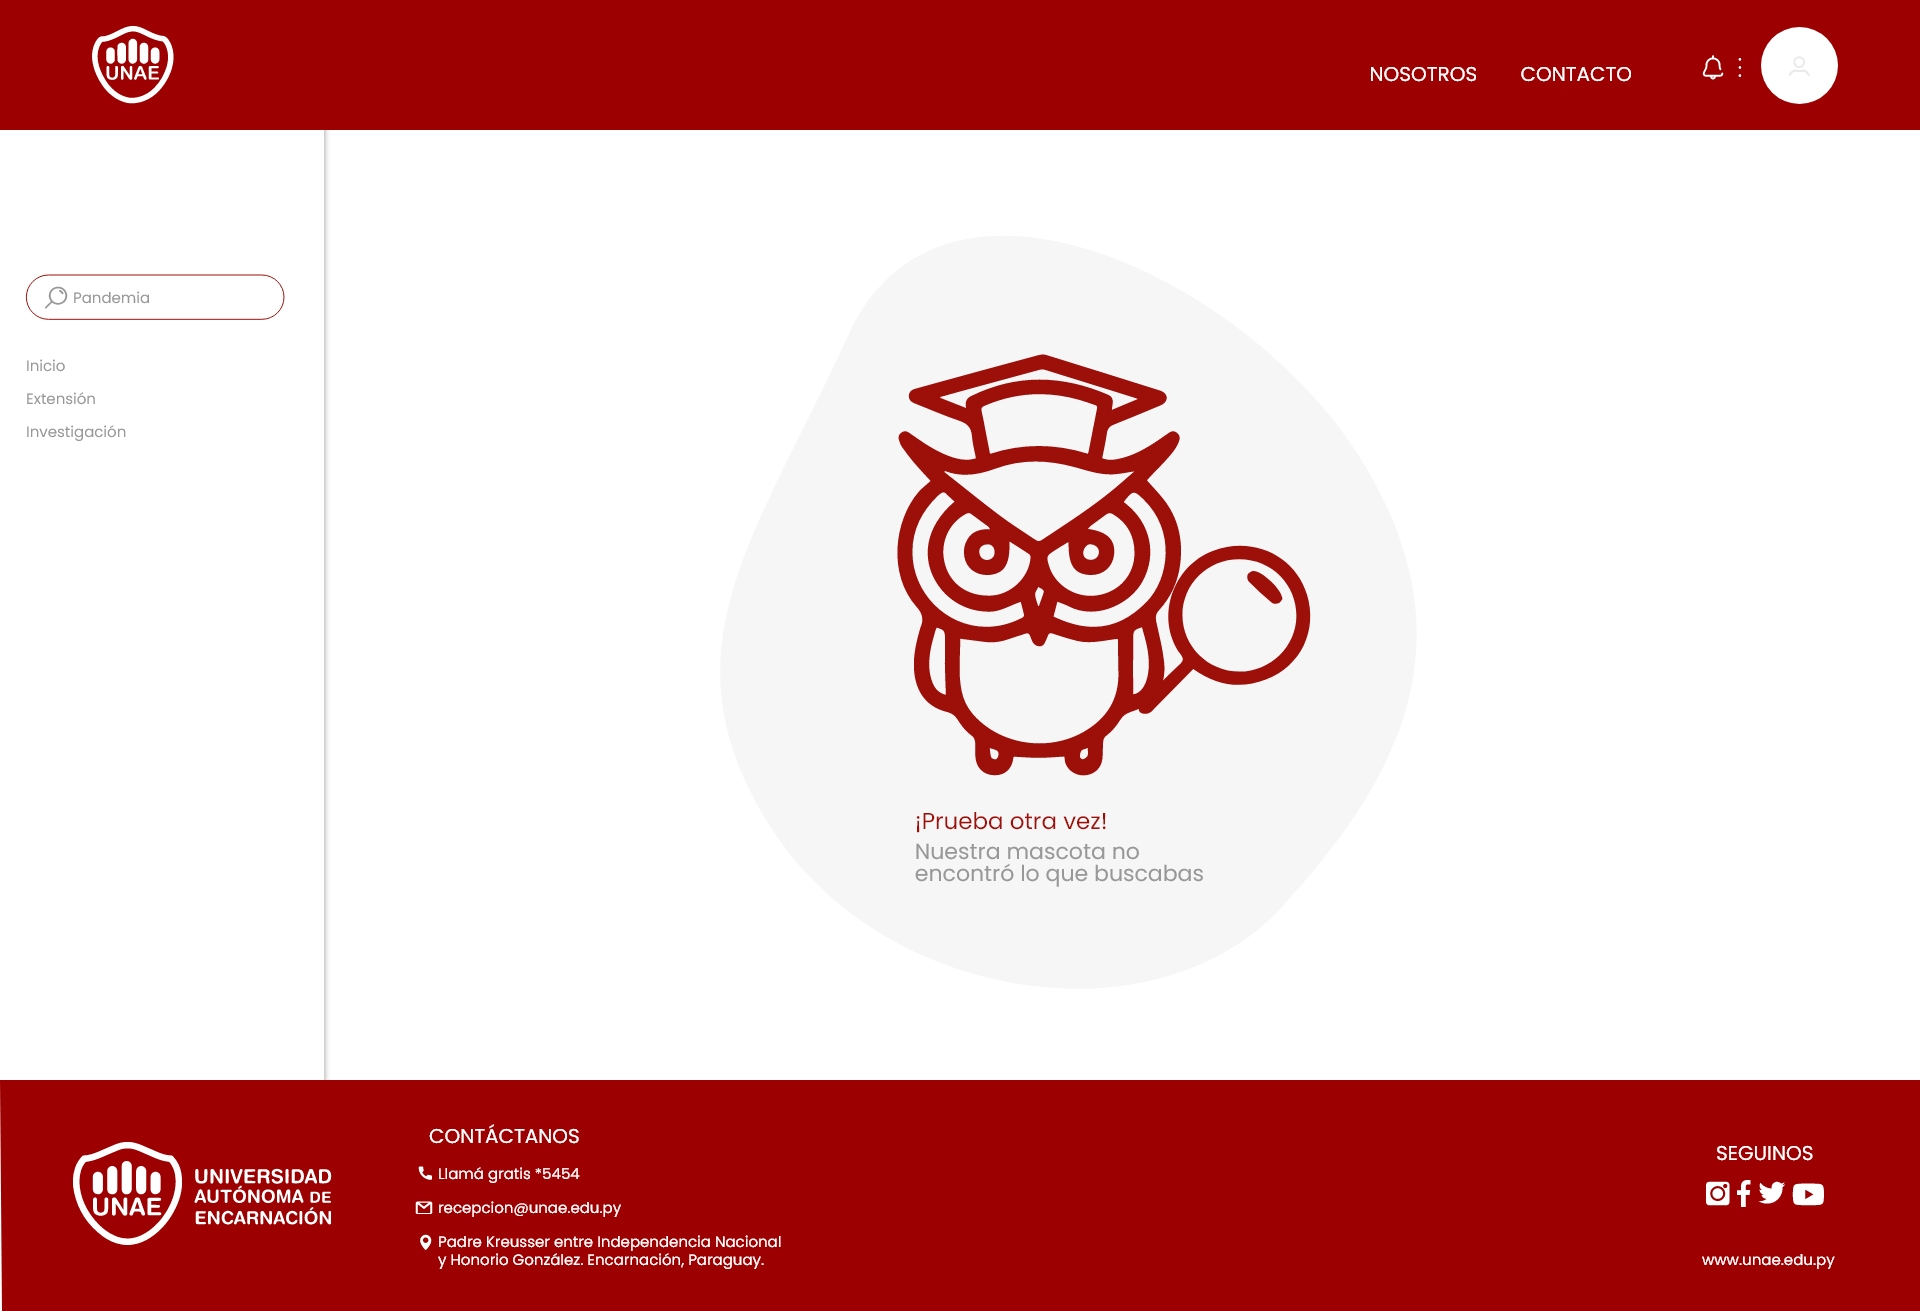 UNAE
NOSOTROS
CONTACTO
Pandemia
Inicio
Extensión
Investigación
¡Prueba otra vez!
Nuestra mascota no
encontró lo que buscabas
UNAE
UNIVERSIDAD
AUTÓNOMA DE
ENCARNACIÓN
CONTÁCTANOS
Llamá gratis *5454
recepcion@unae.edu.py
Padre Kreusser entre Independencia Nacional
y Honorio González. Encarnación, Paraguay.
SEGUINOS
www.unae.edu.py